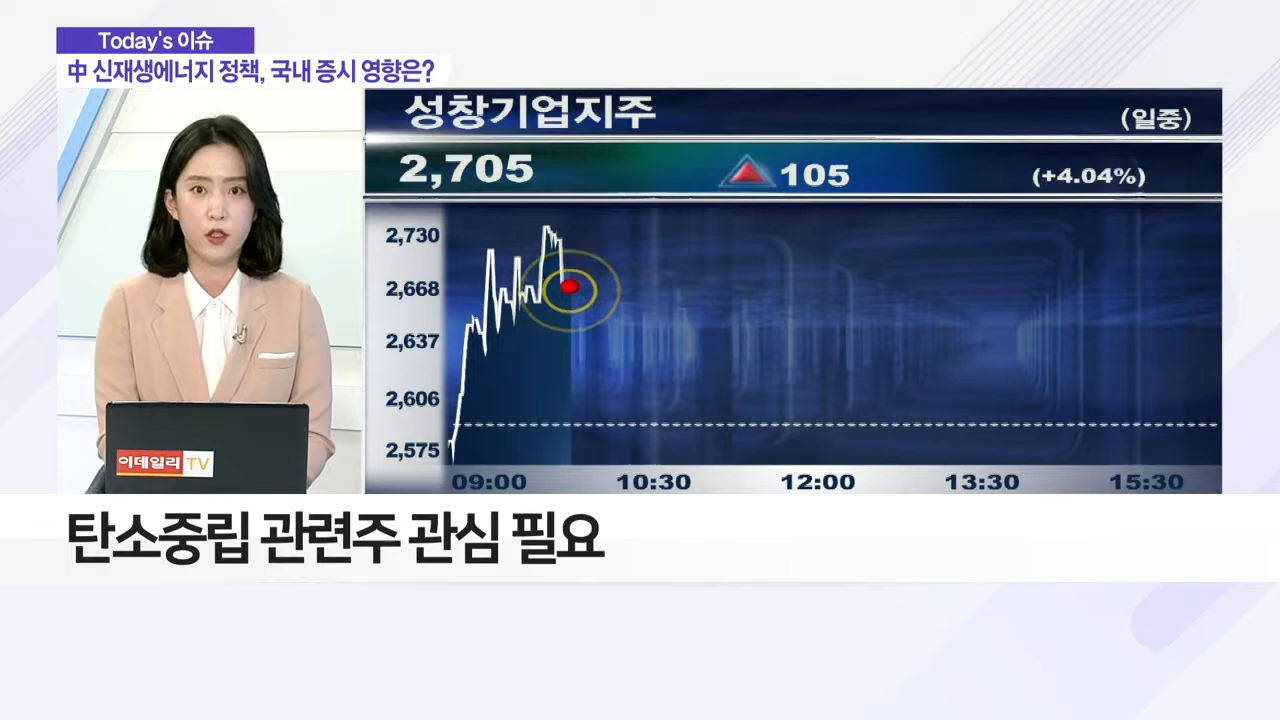 Today's 이슈
中 신재생에너지 정책, 국내 증시 영향은?
성창기업지주
(일중)
2,705
105
(+4.04%)
2,730
2,668
2,637
2,606
2,575
09:00
10:30
12:00
13:30
15:30
이데일리 TV
탄소중립 관련주 관심 필요